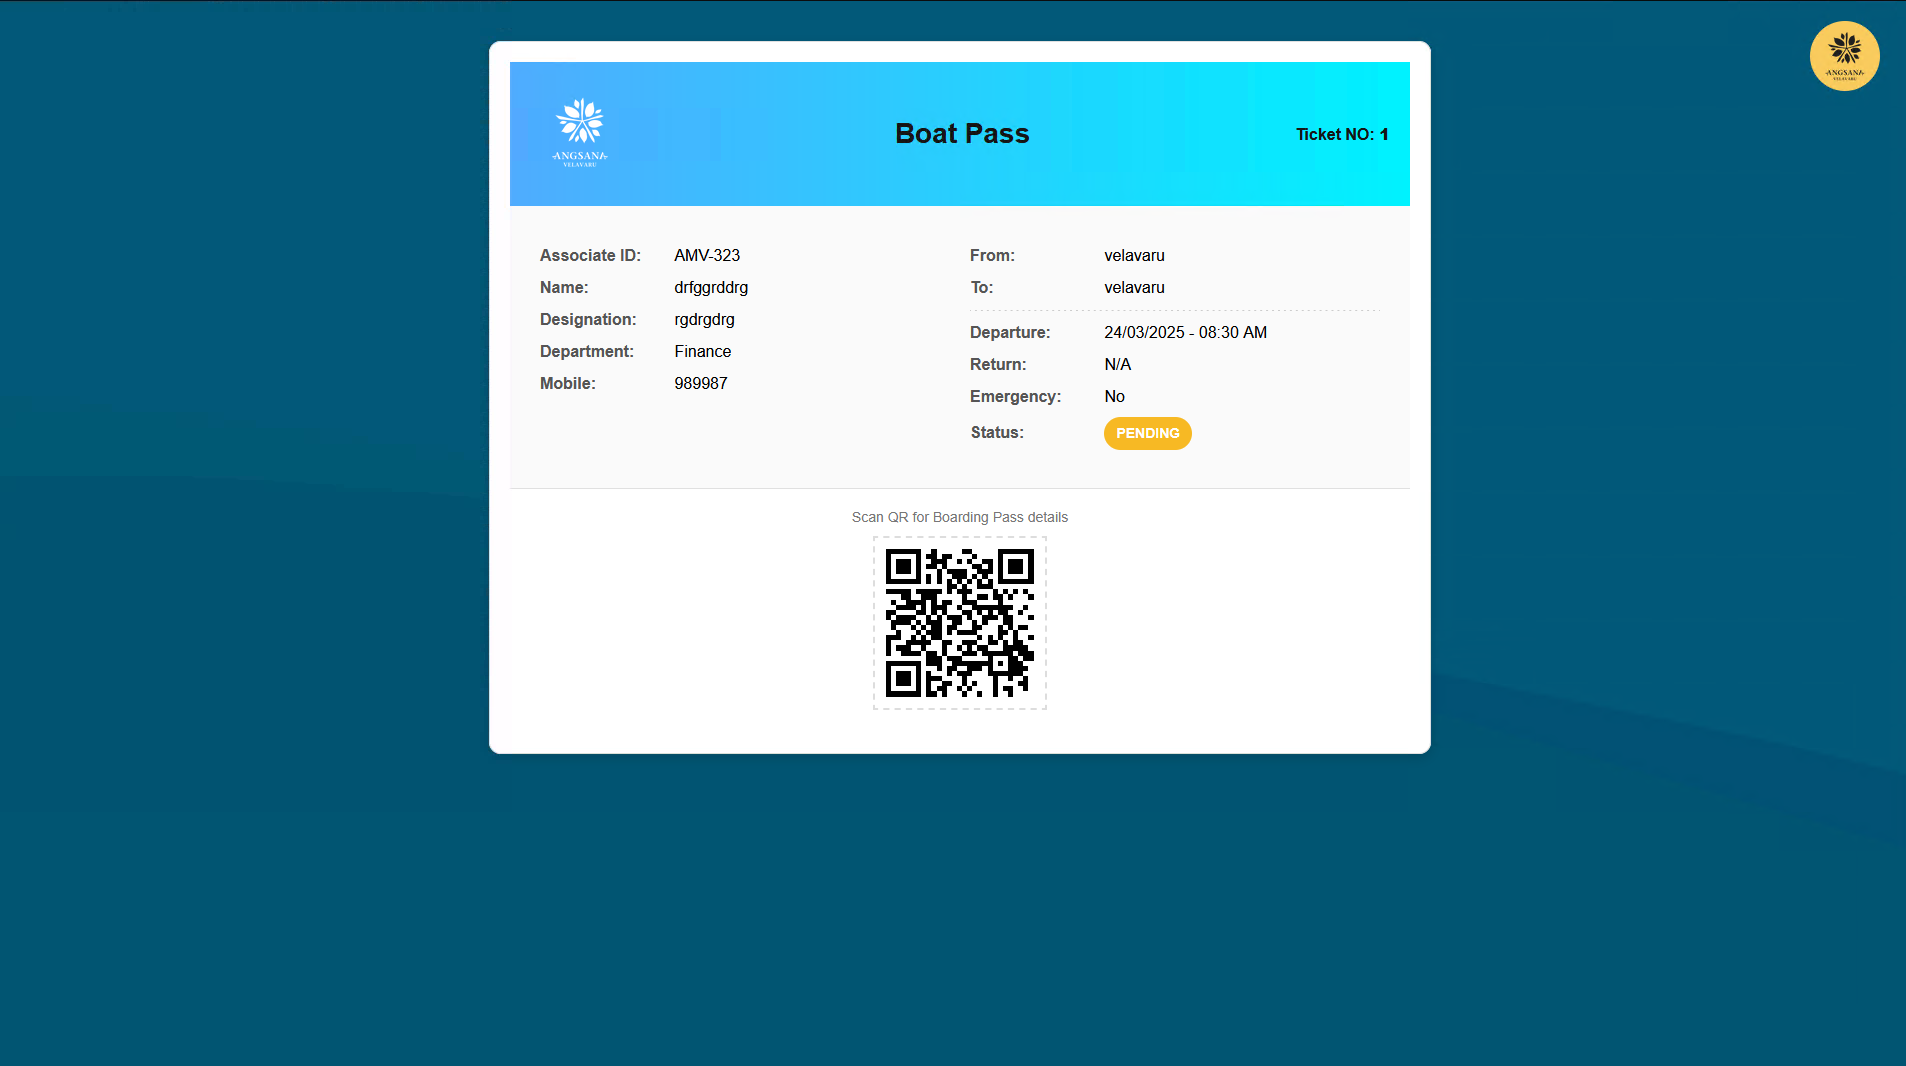 ANGSANA
VELAVARU
Boat Pass
Ticket NO: 1
ANGSANA
VELAVARU
Associate ID: AMV-323
Name: drfggrddrg
Designation: rgdrgdrg
Department: Finance
Mobile: 989987
From: velavaru
To: velavaru
Departure: 24/03/2025 - 08:30 AM
Return: N/A
Emergency: No
Status: PENDING
Scan QR for Boarding Pass details